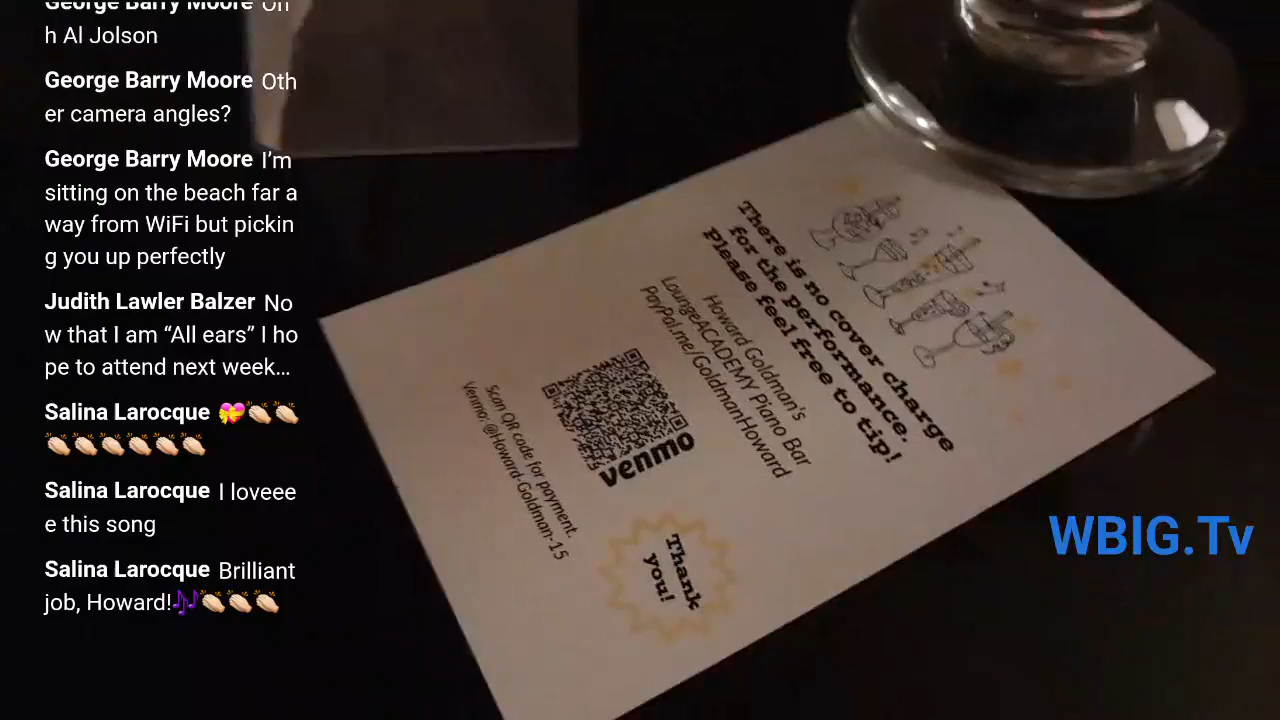 George Barry Moore Oh
h Al Jolson
George Barry Moore Oth
er camera angles?
George Barry Moore I’m
sitting on the beach far a
way from WiFi but pickin
g you up perfectly
Judith Lawler Balzer No
w that I am “All ears” I ho
pe to attend next week…
Salina Larocque 💝👏🏻👏🏻
👏🏻👏🏻👏🏻👏🏻👏🏻👏🏻
Salina Larocque I loveee
e this song
Salina Larocque Brilliant
job, Howard!🎶👏🏻👏🏻👏🏻
There is no cover charge
for the performance.
Please feel free to tip!
Howard Goldman's
LoungeACADEMY Piano Bar
PayPal.me/GoldmanHoward
venmo
Scan QR code for payment.
Venmo: @Howard-Goldman-15
Thank
you!
WBIG.Tv